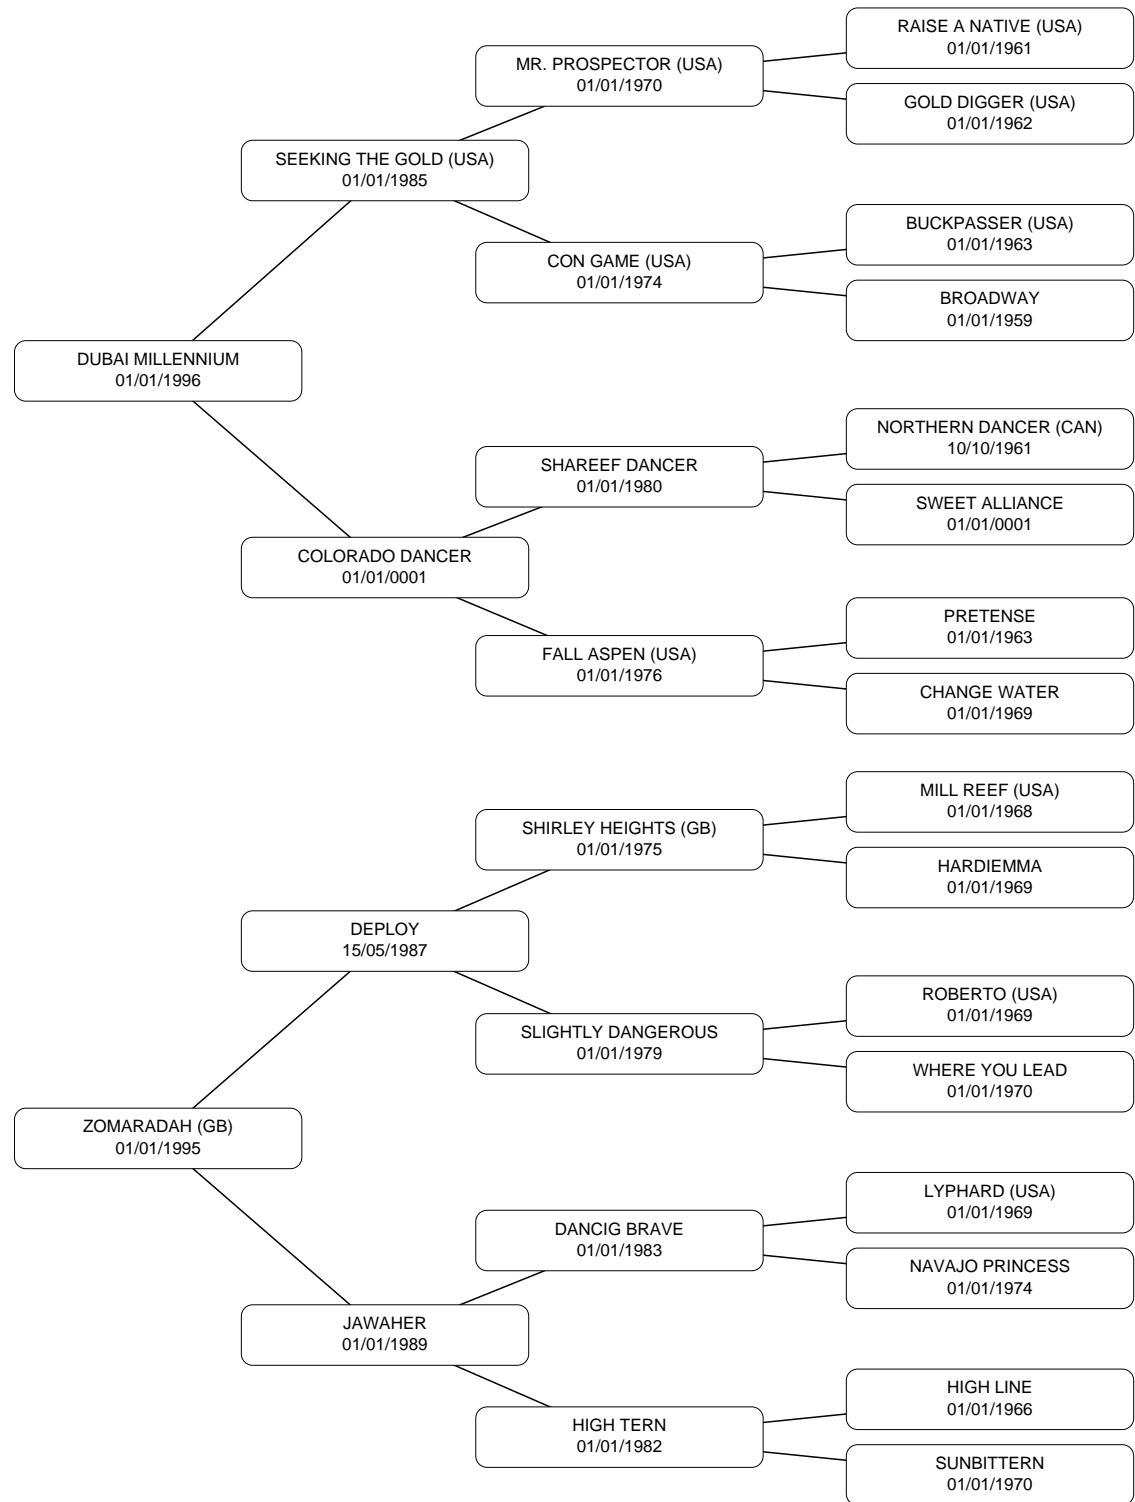 RAISE A NATIVE (USA)
01/01/1961
MR. PROSPECTOR (USA)
01/01/1970
GOLD DIGGER (USA)
01/01/1962
SEEKING THE GOLD (USA)
01/01/1985
BUCKPASSER (USA)
01/01/1963
CON GAME (USA)
01/01/1974
BROADWAY
01/01/1959
DUBAI MILLENNIUM
01/01/1996
NORTHERN DANCER (CAN)
10/10/1961
SHAREEF DANCER
01/01/1980
SWEET ALLIANCE
01/01/0001
COLORADO DANCER
01/01/0001
PRETENSE
01/01/1963
FALL ASPEN (USA)
01/01/1976
CHANGE WATER
01/01/1969
MILL REEF (USA)
01/01/1968
SHIRLEY HEIGHTS (GB)
01/01/1975
HARDIEMMA
01/01/1969
DEPLOY
15/05/1987
ROBERTO (USA)
01/01/1969
SLIGHTLY DANGEROUS
01/01/1979
WHERE YOU LEAD
01/01/1970
ZOMARADAH (GB)
01/01/1995
LYPHARD (USA)
01/01/1969
DANCIG BRAVE
01/01/1983
NAVAJO PRINCESS
01/01/1974
JAWAHER
01/01/1989
HIGH LINE
01/01/1966
HIGH TERN
01/01/1982
SUNBITTERN
01/01/1970